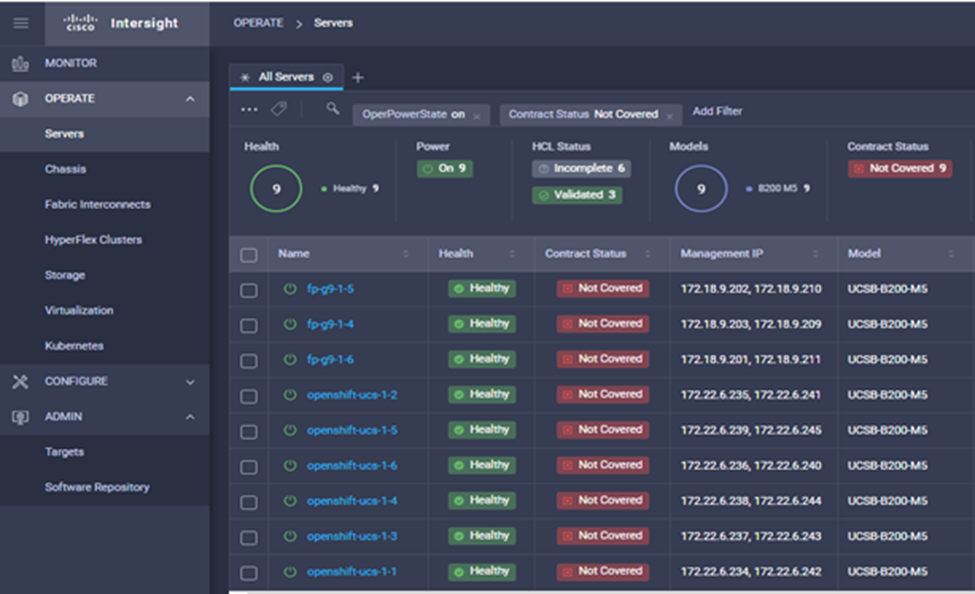 CISCO Intersight
OPERATE > Servers
MONITOR
OPERATE
Servers
Chassis
Fabric Interconnects
HyperFlex Clusters
Storage
Virtualization
Kubernetes
CONFIGURE
ADMIN
Targets
Software Repository
All Servers
OperPowerState on × Contract Status Not Covered × Add Filter
Health Power HCL Status Models Contract Status
9 Healthy 9 On 9 Incomplete 6 9 B200 M5 9 Not Covered 9
Validated 3
Name Health Contract Status Management IP Model
fp-g9-1-5 Healthy Not Covered 172.18.9.202, 172.18.9.210 UCSB-B200-M5
fp-g9-1-4 Healthy Not Covered 172.18.9.203, 172.18.9.209 UCSB-B200-M5
fp-g9-1-6 Healthy Not Covered 172.18.9.201, 172.18.9.211 UCSB-B200-M5
openshift-ucs-1-2 Healthy Not Covered 172.22.6.235, 172.22.6.241 UCSB-B200-M5
openshift-ucs-1-5 Healthy Not Covered 172.22.6.239, 172.22.6.245 UCSB-B200-M5
openshift-ucs-1-6 Healthy Not Covered 172.22.6.236, 172.22.6.240 UCSB-B200-M5
openshift-ucs-1-4 Healthy Not Covered 172.22.6.238, 172.22.6.244 UCSB-B200-M5
openshift-ucs-1-3 Healthy Not Covered 172.22.6.237, 172.22.6.243 UCSB-B200-M5
openshift-ucs-1-1 Healthy Not Covered 172.22.6.234, 172.22.6.242 UCSB-B200-M5